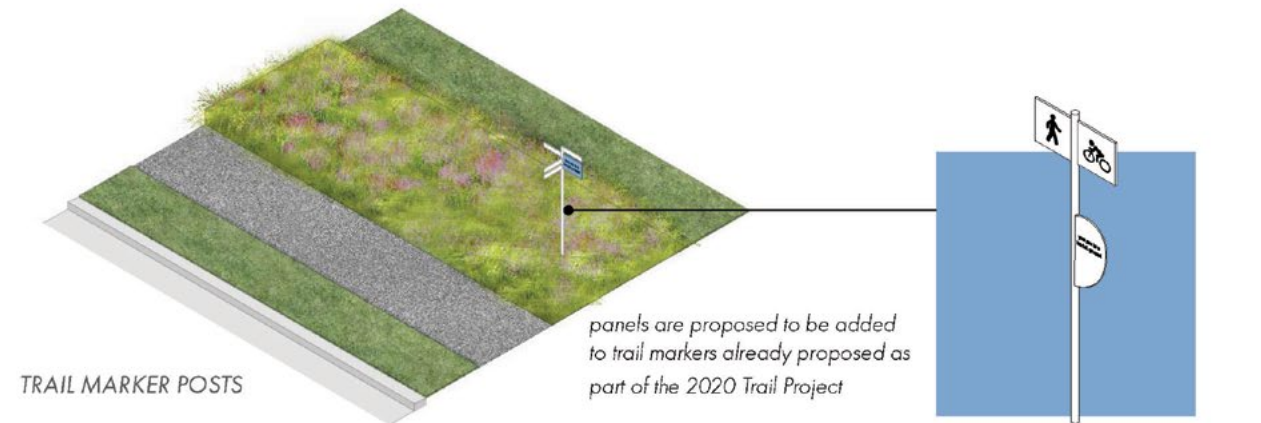 panels are proposed to be added
to trail markers already proposed as
part of the 2020 Trail Project
TRAIL MARKER POSTS